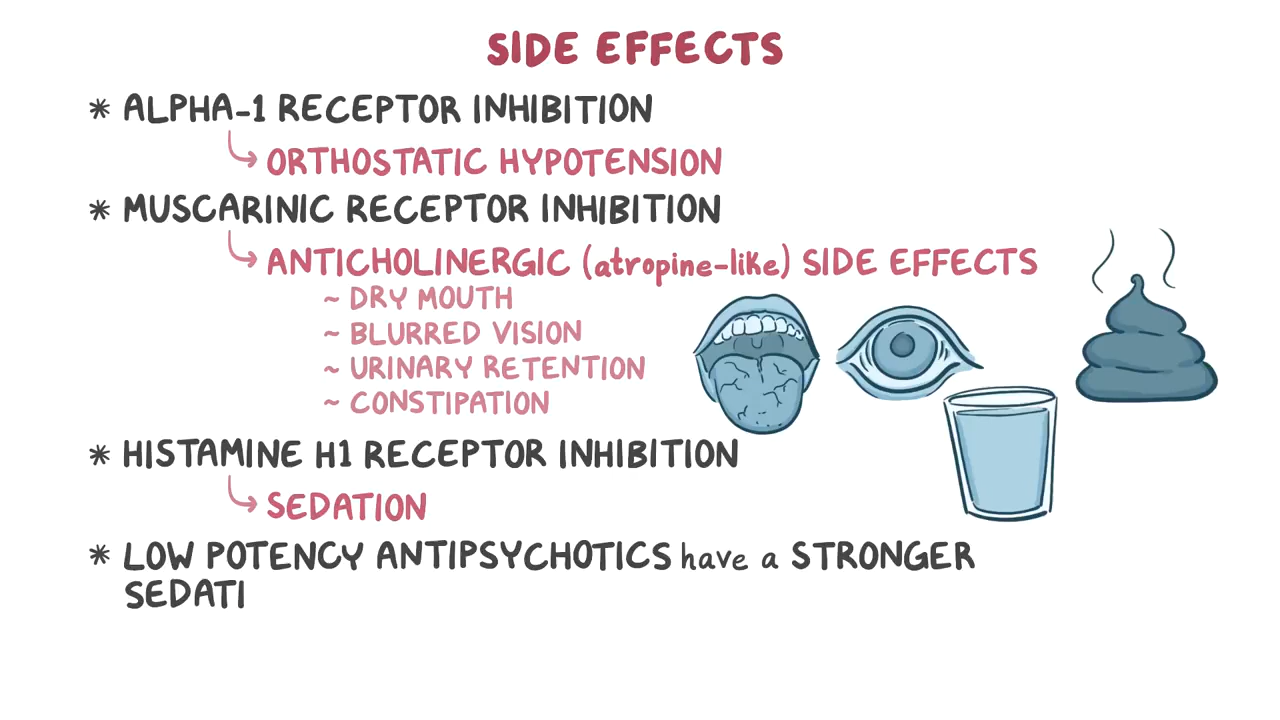 SIDE EFFECTS
* ALPHA-1 RECEPTOR INHIBITION
ORTHOSTATIC HYPOTENSION
* MUSCARINIC RECEPTOR INHIBITION
ANTICHOLINERGIC (atropine-like) SIDE EFFECTS
~ DRY MOUTH
~ BLURRED VISION
~ URINARY RETENTION
~ CONSTIPATION
* HISTAMINE H1 RECEPTOR INHIBITION
SEDATION
* LOW POTENCY ANTIPSYCHOTICS have a STRONGER
SEDATI